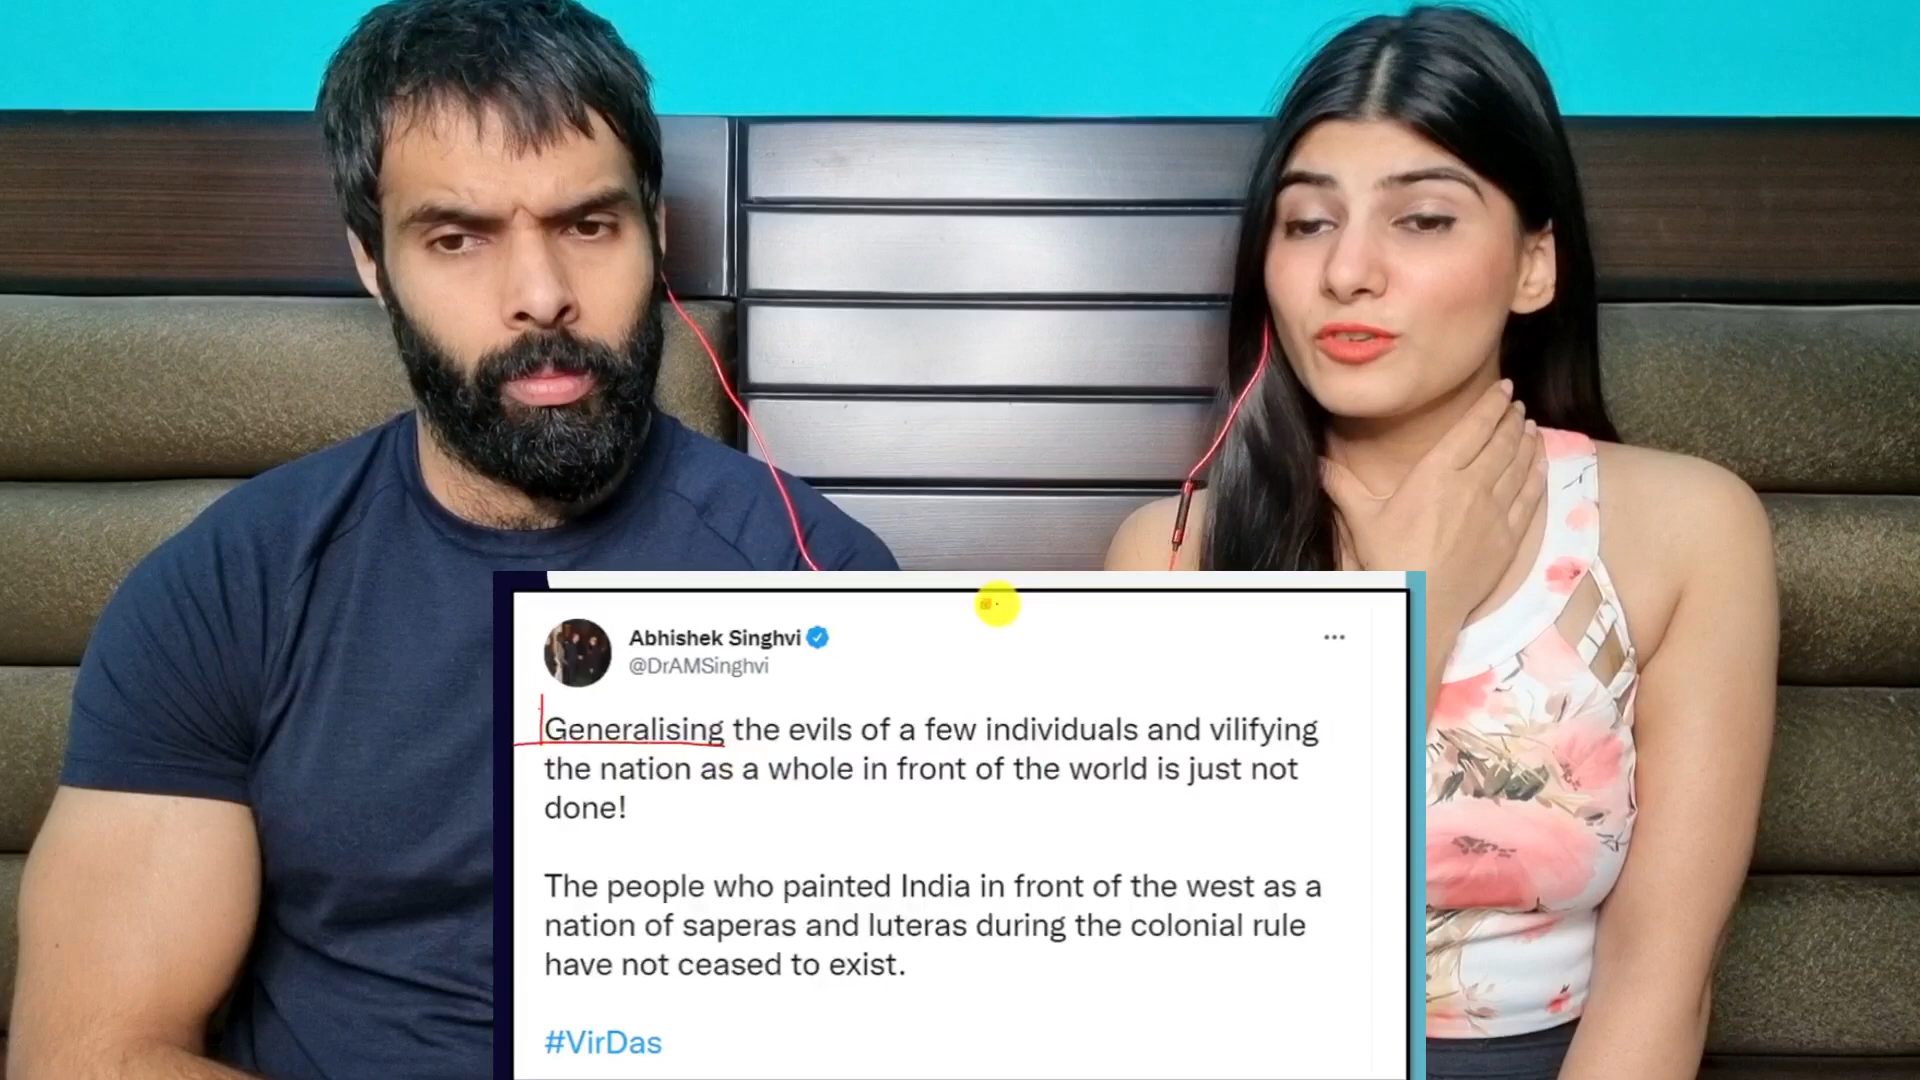 Abhishek Singhvi
@DrAMSinghvi
Generalising the evils of a few individuals and vilifying
the nation as a whole in front of the world is just not
done!
The people who painted India in front of the west as a
nation of saperas and luteras during the colonial rule
have not ceased to exist.
#VirDas